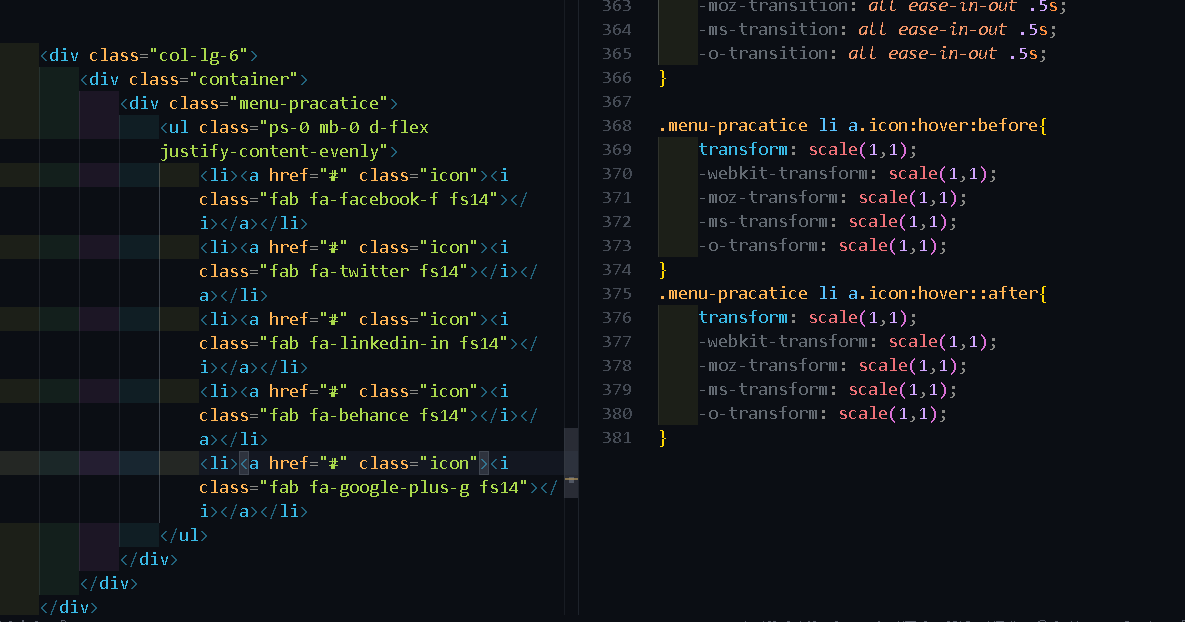 <div class="col-lg-6">
<div class="container">
<div class="menu-pracatice">
<ul class="ps-0 mb-0 d-flex
justify-content-evenly">
<li><a href="#" class="icon"><i
class="fab fa-facebook-f fs14"></
i></a></li>
<li><a href="#" class="icon"><i
class="fab fa-twitter fs14"></i></
a></li>
<li><a href="#" class="icon"><i
class="fab fa-linkedin-in fs14"></
i></a></li>
<li><a href="#" class="icon"><i
class="fab fa-behance fs14"></i></
a></li>
<li><a href="#" class="icon"><i
class="fab fa-google-plus-g fs14"></
i></a></li>
</ul>
</div>
</div>
</div>
363 -moz-transition: all ease-in-out .5s;
364 -ms-transition: all ease-in-out .5s;
365 -o-transition: all ease-in-out .5s;
366 }
367
368 .menu-pracatice li a.icon:hover:before{
369 transform: scale(1,1);
370 -webkit-transform: scale(1,1);
371 -moz-transform: scale(1,1);
372 -ms-transform: scale(1,1);
373 -o-transform: scale(1,1);
374 }
375 .menu-pracatice li a.icon:hover::after{
376 transform: scale(1,1);
377 -webkit-transform: scale(1,1);
378 -moz-transform: scale(1,1);
379 -ms-transform: scale(1,1);
380 -o-transform: scale(1,1);
381 }